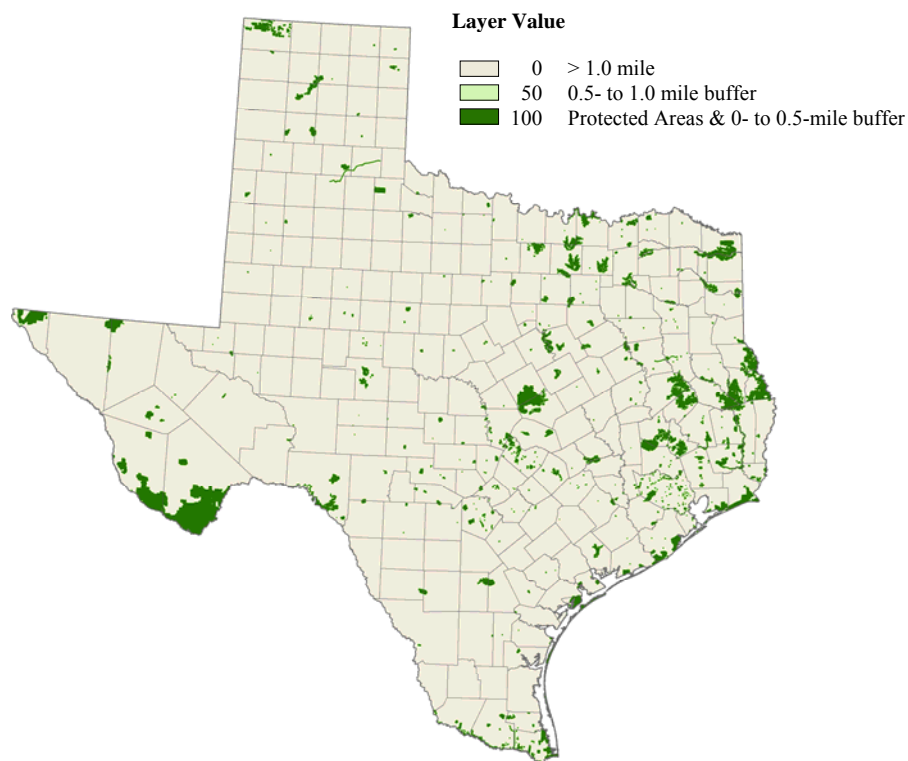 Layer Value
0 > 1.0 mile
50 0.5- to 1.0 mile buffer
100 Protected Areas & 0- to 0.5-mile buffer